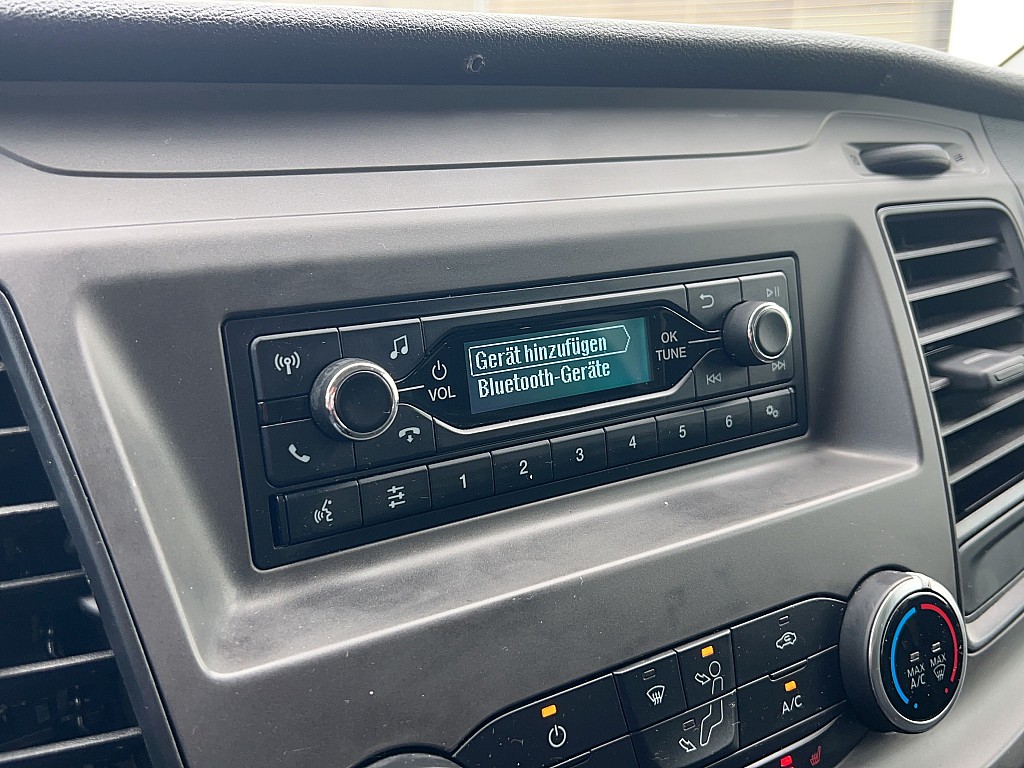 Gerät hinzufügen
Bluetooth-Geräte
VOL
OK
TUNE
1 2 3 4 5 6
MAX
A/C
MAX
A/C